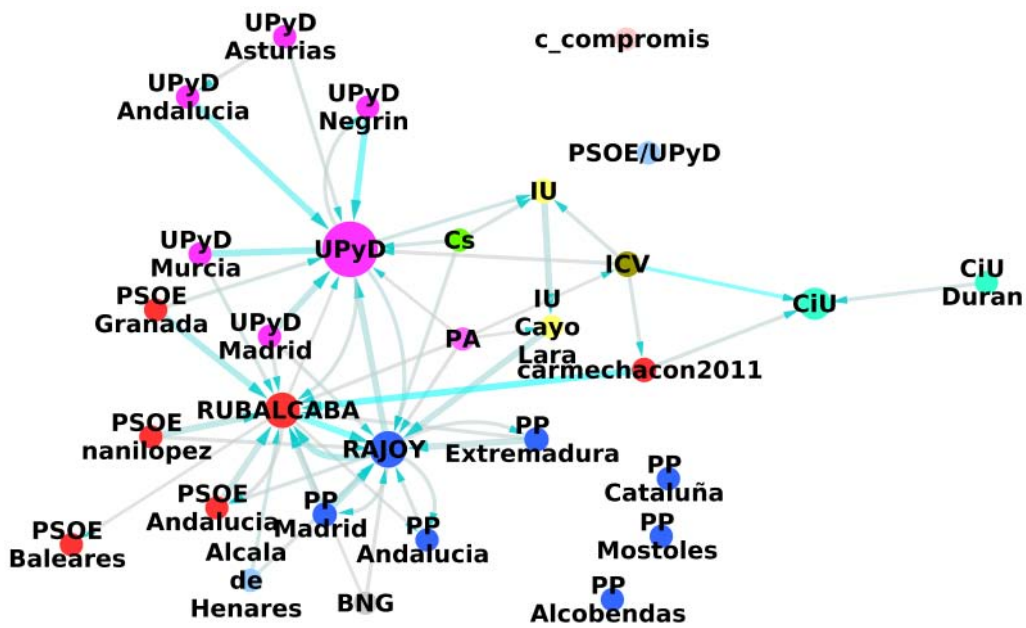 UPyD
Asturias
c_compromis
UPyD
Andalucia
UPyD
Negrin
PSOE/UPyD
IU
UPyD
Murcia
UPyD
Cs
ICV
CiU
Duran
PSOE
Granada
UPyD
Madrid
PA
IU
Cayo
Lara
CiU
carmechacon2011
RUBALCABA
PSOE
nanilopez
RAJOY
PP
Extremadura
PP
Cataluña
PSOE
Andalucia
PP
Madrid
PP
Andalucia
PP
Mostoles
PSOE
Baleares
Alcala
de
Henares
BNG
PP
Alcobendas